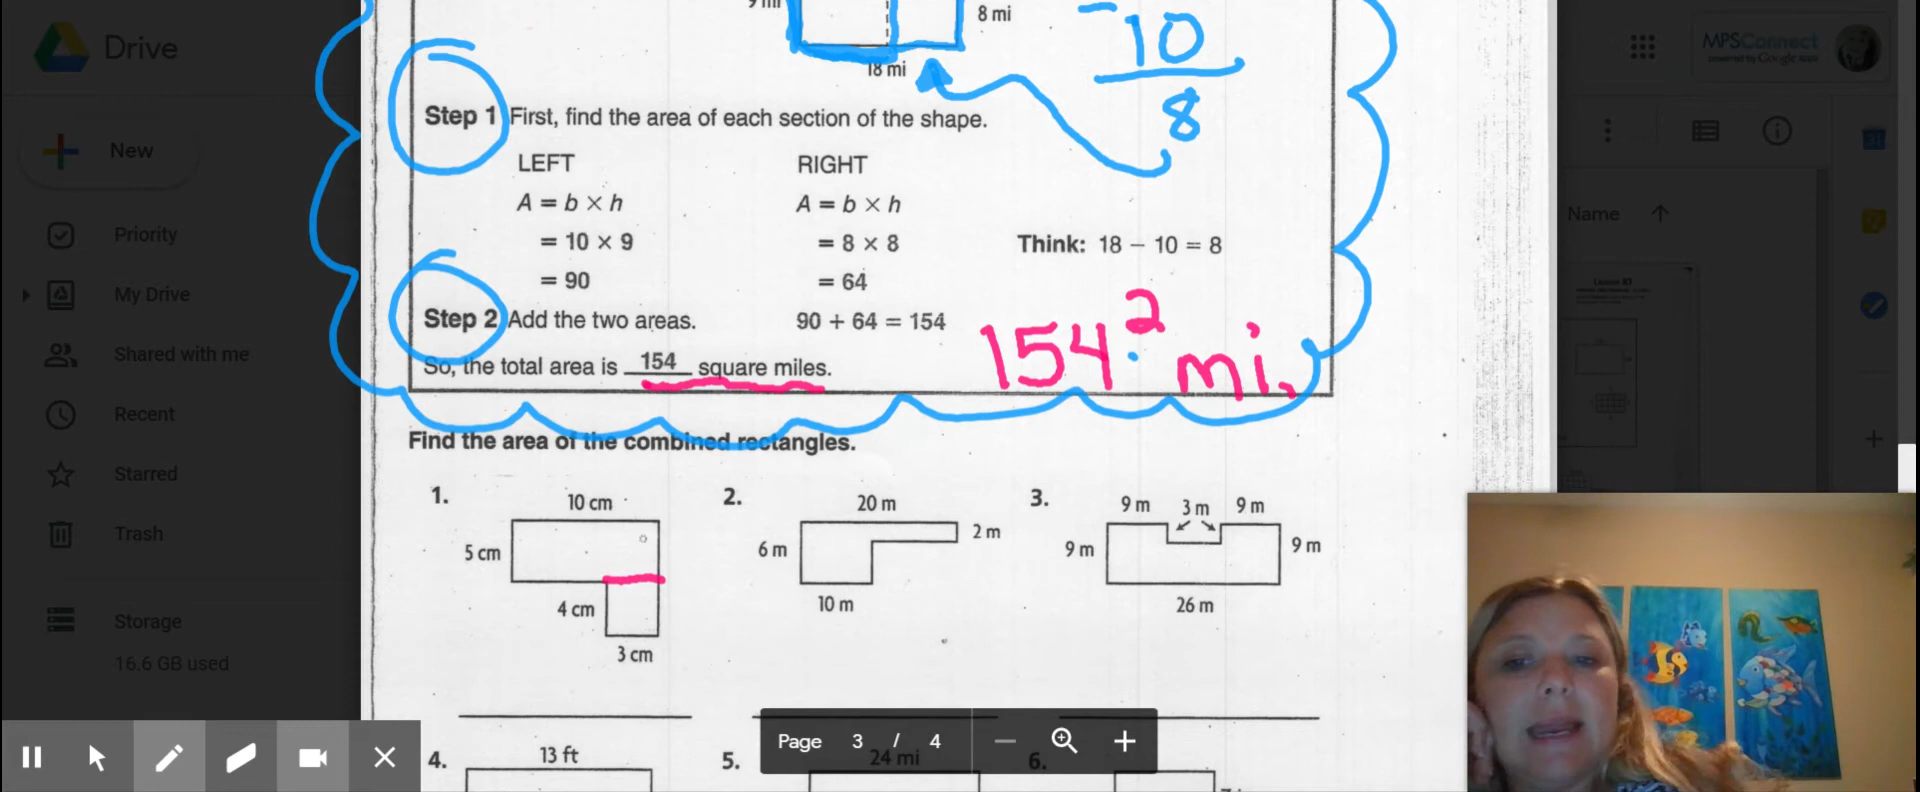 Drive
New
Priority
My Drive
Shared with me
Recent
Starred
Trash
Storage
16.6 GB used
MPSConnect
Name
8 mi
18 mi
- 10
8
Step 1 First, find the area of each section of the shape.
LEFT
RIGHT
A = b × h
A = b × h
= 10 × 9
= 8 × 8
Think: 18 − 10 = 8
= 90
= 64
Step 2 Add the two areas.
90 + 64 = 154
So, the total area is 154 square miles.
154² mi.
Find the area of the combined rectangles.
1.
10 cm
5 cm
4 cm
3 cm
2.
20 m
2 m
6 m
10 m
3.
9 m 3 m 9 m
9 m
9 m
26 m
4.
13 ft
5.
24 mi
6.
Page 3 / 4